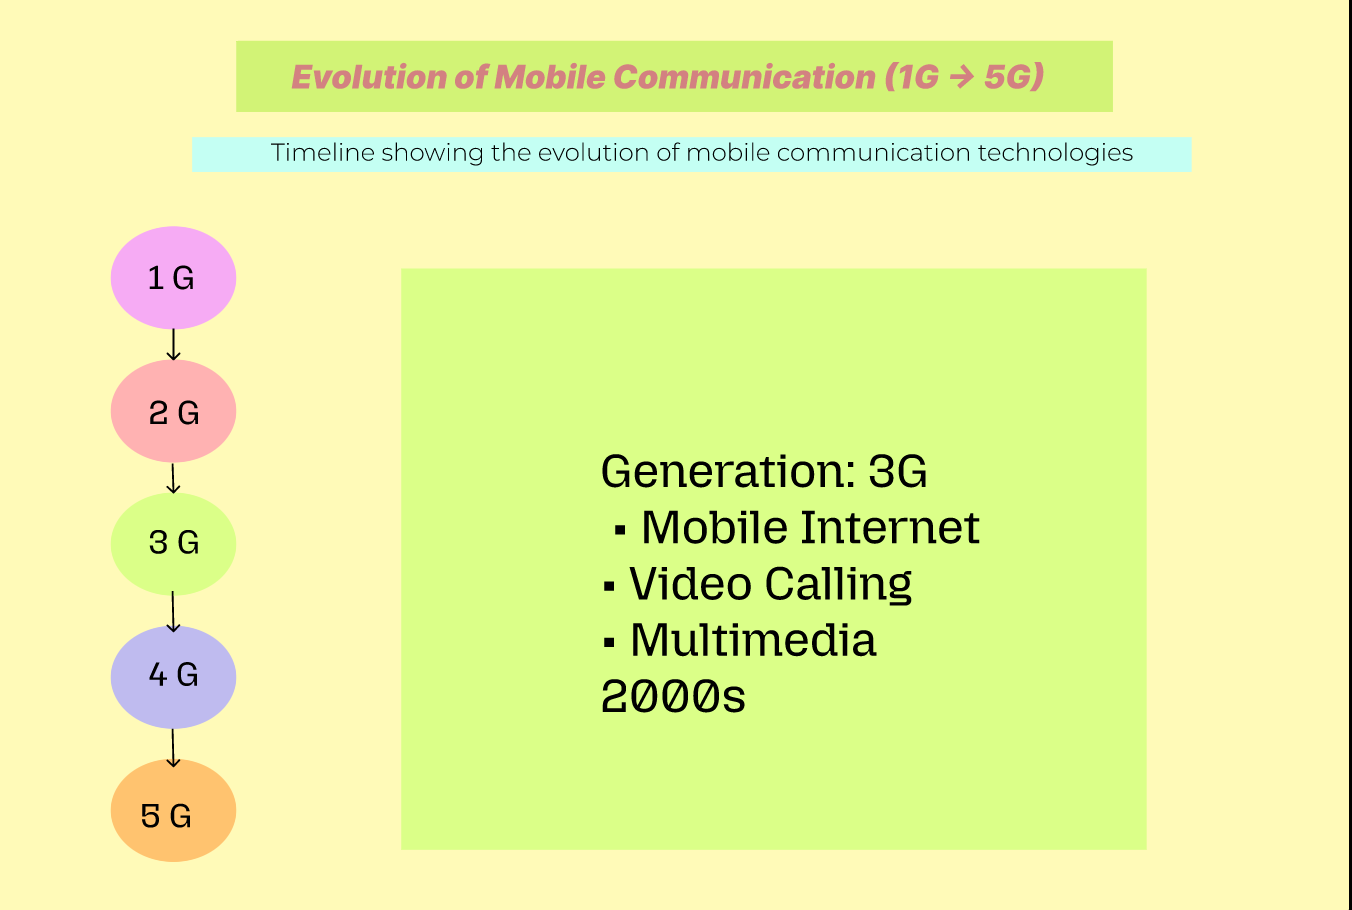 Evolution of Mobile Communication (1G → 5G)
Timeline showing the evolution of mobile communication technologies
1 G
2 G
3 G
4 G
5 G
Generation: 3G
▪ Mobile Internet
▪ Video Calling
▪ Multimedia
2000s